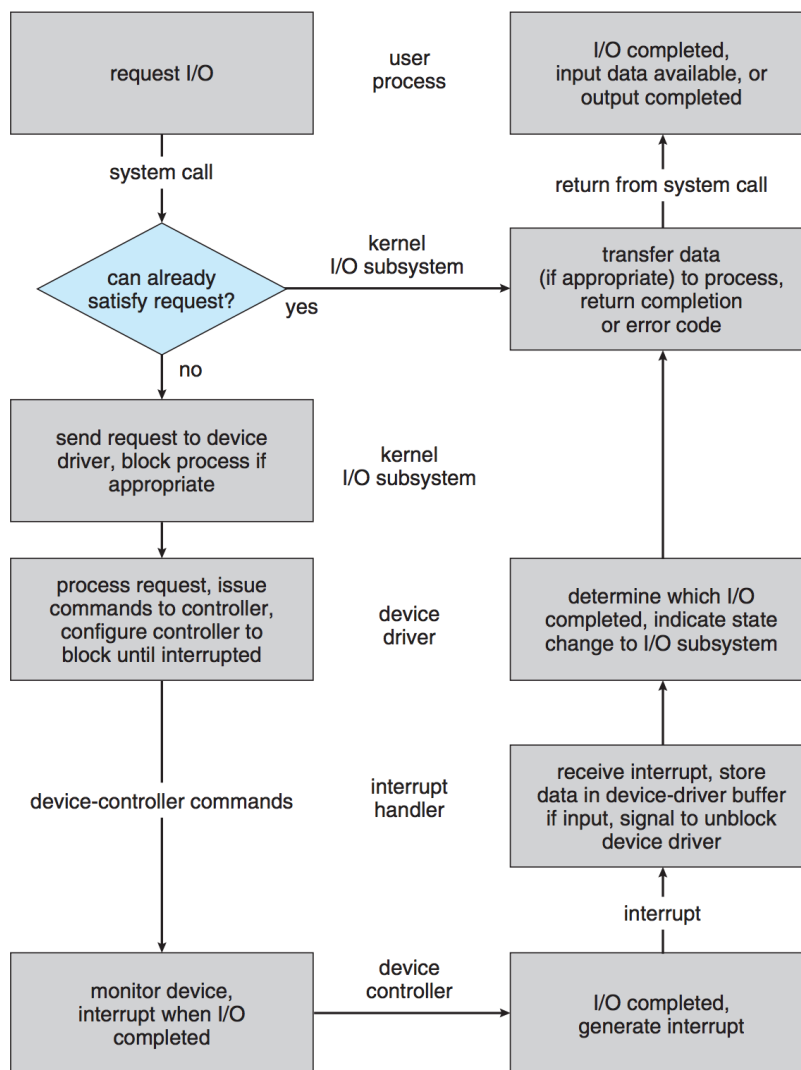 request I/O
user
process
I/O completed,
input data available, or
output completed
system call
return from system call
can already
satisfy request?
kernel
I/O subsystem
yes
transfer data
(if appropriate) to process,
return completion
or error code
no
send request to device
driver, block process if
appropriate
kernel
I/O subsystem
process request, issue
commands to controller,
configure controller to
block until interrupted
device
driver
determine which I/O
completed, indicate state
change to I/O subsystem
device-controller commands
interrupt
handler
receive interrupt, store
data in device-driver buffer
if input, signal to unblock
device driver
interrupt
monitor device,
interrupt when I/O
completed
device
controller
I/O completed,
generate interrupt